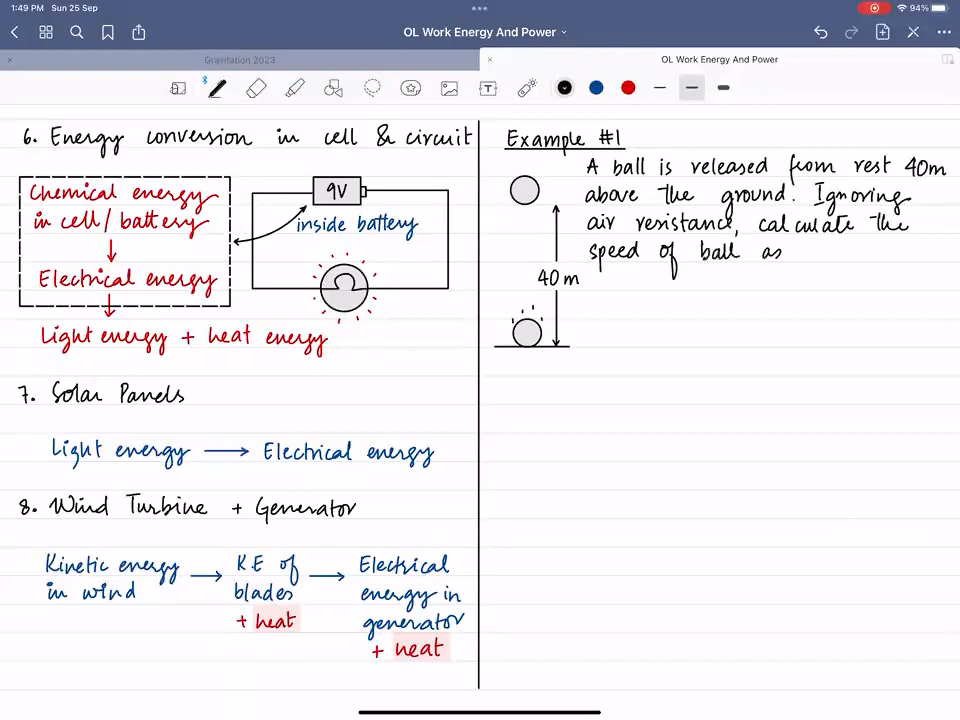 1:49 PM Sun 25 Sep
94%
OL Work Energy And Power
Gravitation 2023
OL Work Energy And Power
6. Energy conversion in cell & circuit
Chemical energy
in cell/battery
Electrical energy
Light energy + heat energy
9V
inside battery
7. Solar Panels
Light energy → Electrical energy
8. Wind Turbine + Generator
Kinetic energy
in wind
→ K.E of
blades
+ heat
→ Electrical
energy in
generator
+ heat
Example #1
A ball is released from rest 40m
above the ground. Ignoring
air resistance, calculate the
speed of ball as
40m